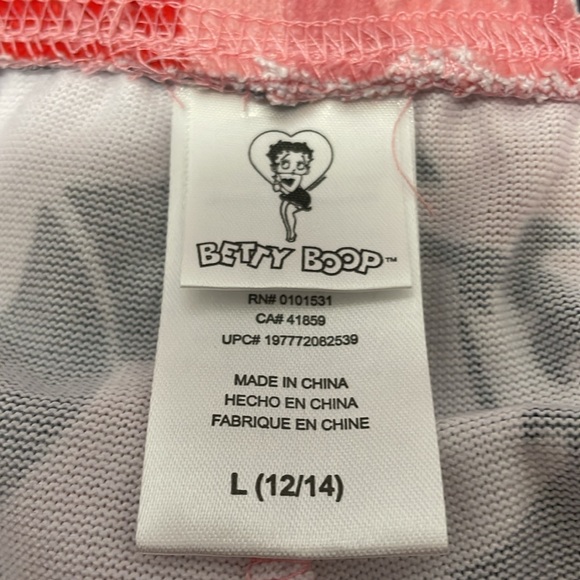 BETTY BOOP™
RN# 0101531
CA# 41859
UPC# 197772082539
MADE IN CHINA
HECHO EN CHINA
FABRIQUE EN CHINE
L (12/14)